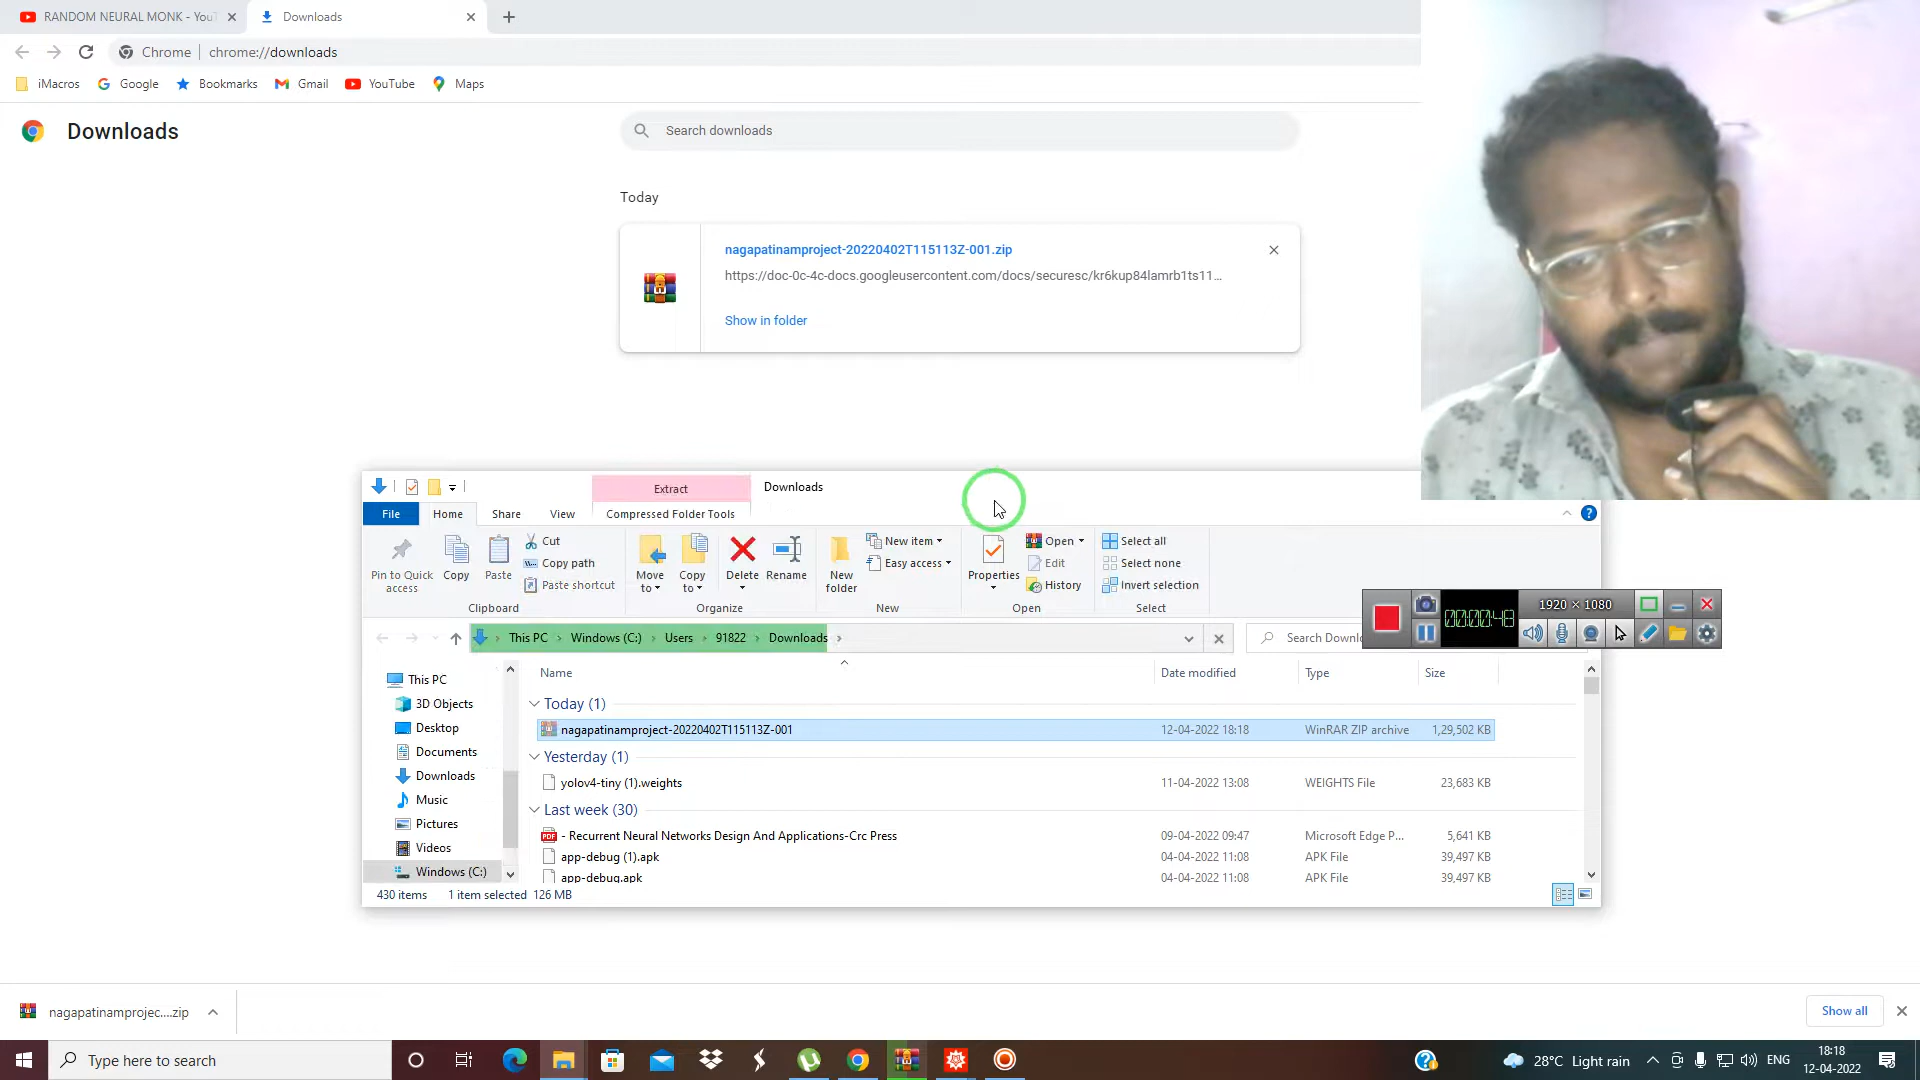 RANDOM NEURAL MONK - YouT
Downloads
Chrome
chrome://downloads
iMacros
Google
Bookmarks
Gmail
YouTube
Maps
Downloads
Search downloads
Today
nagapatinamproject-20220402T115113Z-001.zip
https://doc-0c-4c-docs.googleusercontent.com/docs/securesc/kr6kup84lamrb1ts11...
Show in folder
Extract
Downloads
File
Home
Share
View
Compressed Folder Tools
Pin to Quick
access
Copy
Paste
Cut
Copy path
Paste shortcut
Clipboard
Move
to
Copy
to
Delete
Rename
Organize
New
folder
New item
Easy access
New
Properties
Open
Edit
History
Open
Select all
Select none
Invert selection
Select
1920 × 1080
00:00:48
This PC
Windows (C:)
Users
91822
Downloads
Search Downlo
This PC
3D Objects
Desktop
Documents
Downloads
Music
Pictures
Videos
Windows (C:)
Name
Date modified
Type
Size
Today (1)
nagapatinamproject-20220402T115113Z-001
12-04-2022 18:18
WinRAR ZIP archive
1,29,502 KB
Yesterday (1)
yolov4-tiny (1).weights
11-04-2022 13:08
WEIGHTS File
23,683 KB
Last week (30)
PDF
- Recurrent Neural Networks Design And Applications-Crc Press
09-04-2022 09:47
Microsoft Edge P...
5,641 KB
app-debug (1).apk
04-04-2022 11:08
APK File
39,497 KB
app-debug.apk
04-04-2022 11:08
APK File
39,497 KB
430 items
1 item selected
126 MB
nagapatinamprojec....zip
Show all
Type here to search
28°C
Light rain
ENG
18:18
12-04-2022